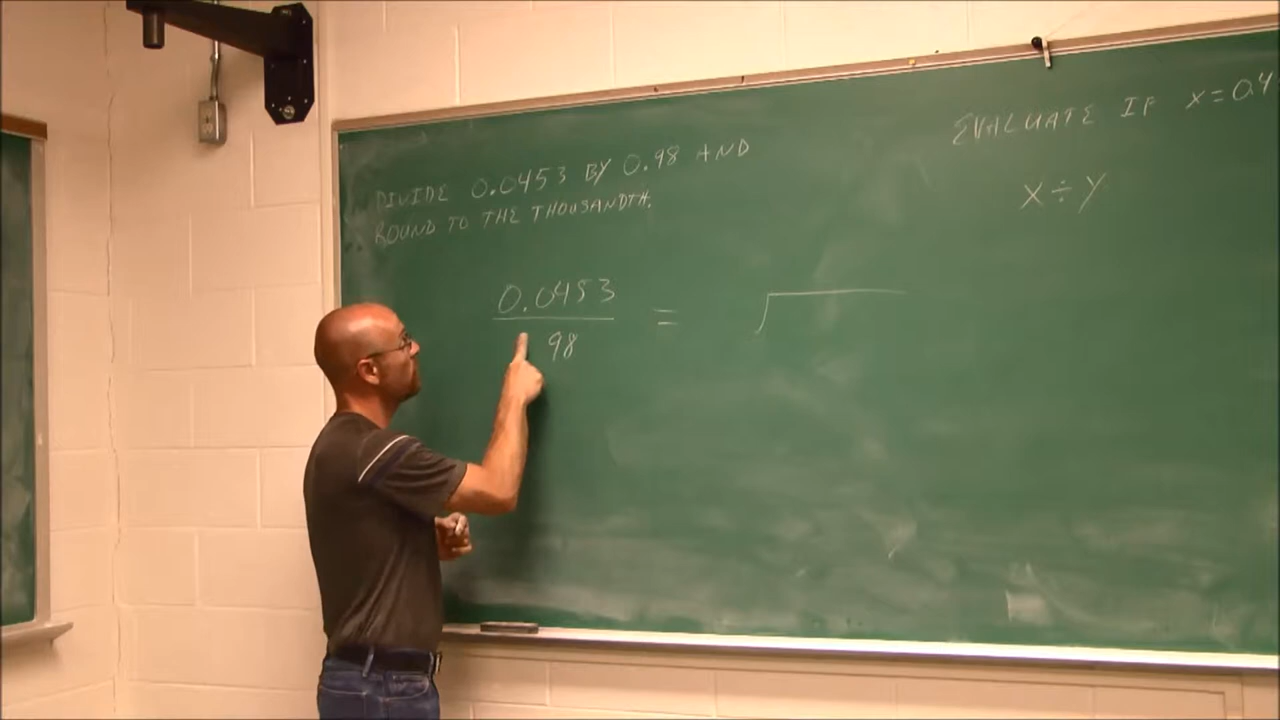 DIVIDE 0.0453 BY 0.98 AND
ROUND TO THE THOUSANDTH.
0.0453
98
=
EVALUATE IF X=0.4
X÷Y